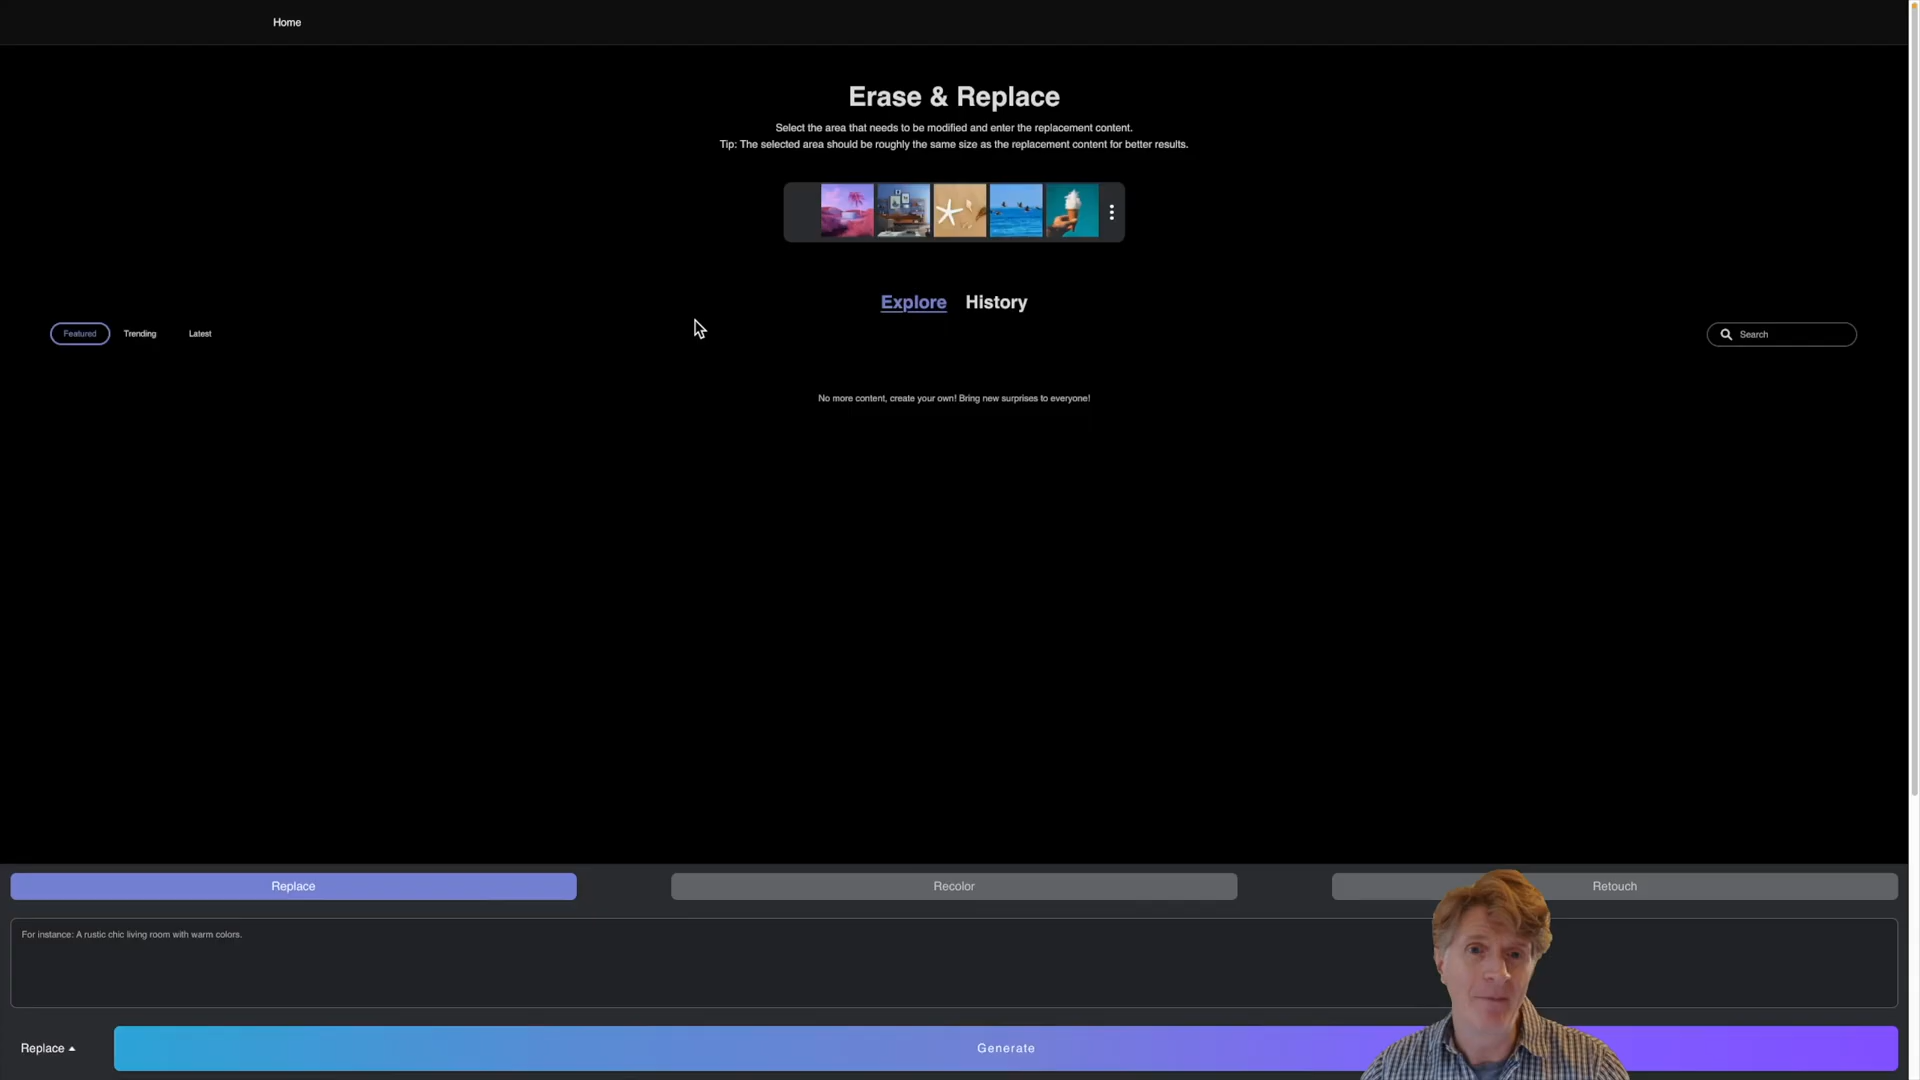 Home
Erase & Replace
Select the area that needs to be modified and enter the replacement content.
Tip: The selected area should be roughly the same size as the replacement content for better results.
Explore History
Featured Trending Latest Search
No more content, create your own! Bring new surprises to everyone!
Replace Recolor Retouch
For instance: A rustic chic living room with warm colors.
Replace Generate